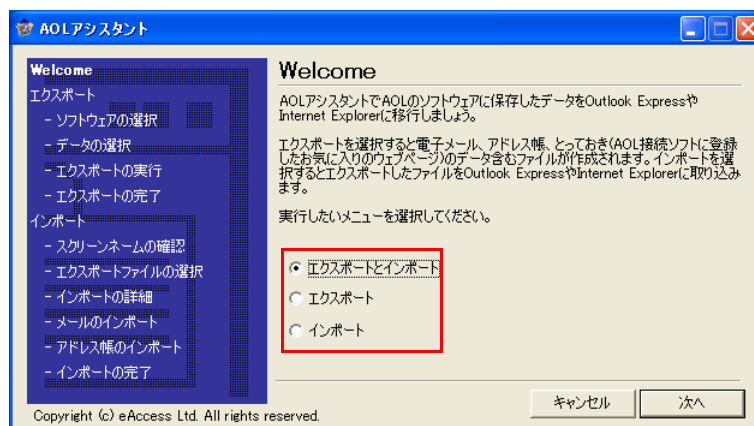 AOLアシスタント
Welcome
エクスポート
- ソフトウェアの選択
- データの選択
- エクスポートの実行
- エクスポートの完了
インポート
- スクリーンネームの確認
- エクスポートファイルの選択
- インポートの詳細
- メールのインポート
- アドレス帳のインポート
- インポートの完了
Copyright (c) eAccess Ltd. All rights reserved.
Welcome
AOLアシスタントでAOLのソフトウェアに保存したデータをOutlook Expressや
Internet Explorerに移行しましょう。
エクスポートを選択すると電子メール、アドレス帳、とっておき(AOL接続ソフトに登録
したお気に入りのウェブページ)のデータ含むファイルが作成されます。インポートを選
択するとエクスポートしたファイルをOutlook ExpressやInternet Explorerに取り込み
ます。
実行したいメニューを選択してください。
エクスポートとインポート
エクスポート
インポート
キャンセル
次へ